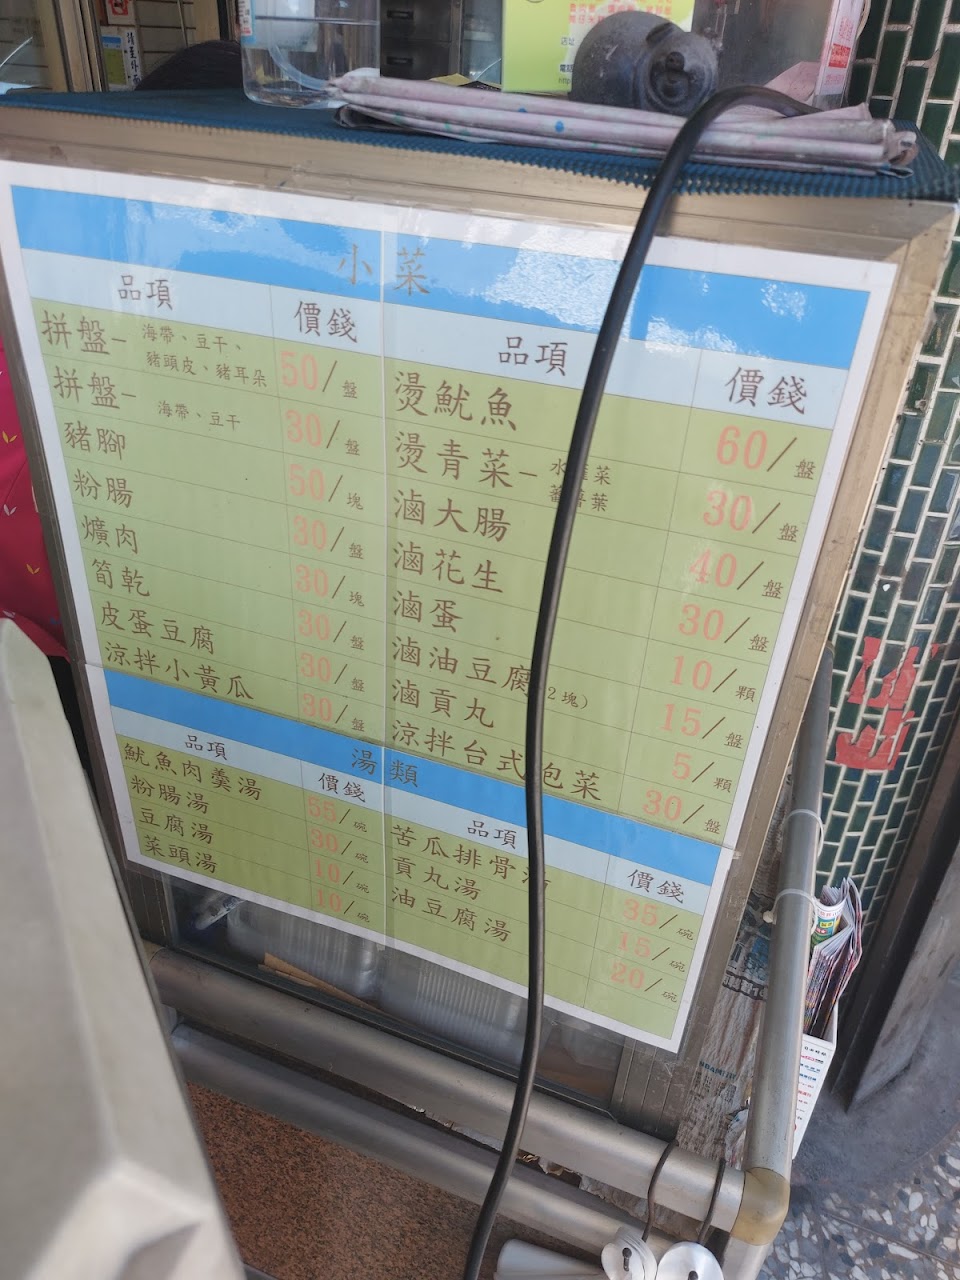 小菜
品項 價錢
拼盤- 海帶、豆干、
豬頭皮、豬耳朵 50/盤
拼盤- 海帶、豆干 30/盤
豬腳 50/塊
粉腸 30/盤
爌肉 30/塊
筍乾 30/盤
皮蛋豆腐 30/盤
涼拌小黃瓜 30/盤
品項 價錢
燙魷魚 60/盤
燙青菜- 水 菜
蕃薯葉 30/盤
滷大腸 40/盤
滷花生 30/盤
滷蛋 10/顆
滷油豆腐(2塊) 15/盤
滷貢丸 5/顆
涼拌台式泡菜 30/盤
湯類
品項 價錢
魷魚肉羹湯 55/碗
粉腸湯 30/碗
豆腐湯 10/碗
菜頭湯 10/碗
品項 價錢
苦瓜排骨湯 35/碗
貢丸湯 15/碗
油豆腐湯 20/碗